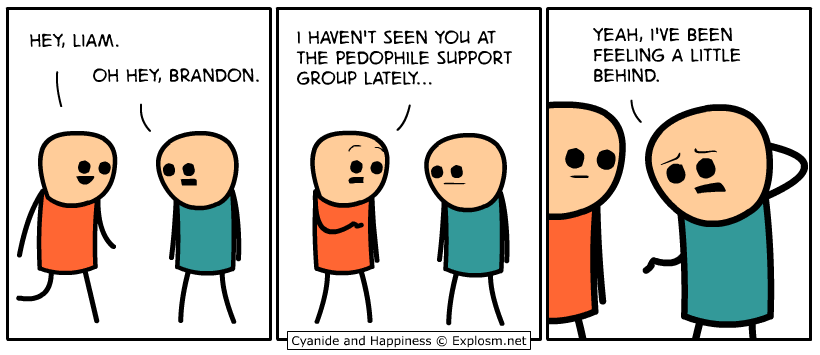 HEY, LIAM.
OH HEY, BRANDON.
I HAVEN'T SEEN YOU AT
THE PEDOPHILE SUPPORT
GROUP LATELY...
YEAH, I'VE BEEN
FEELING A LITTLE
BEHIND.
Cyanide and Happiness © Explosm.net